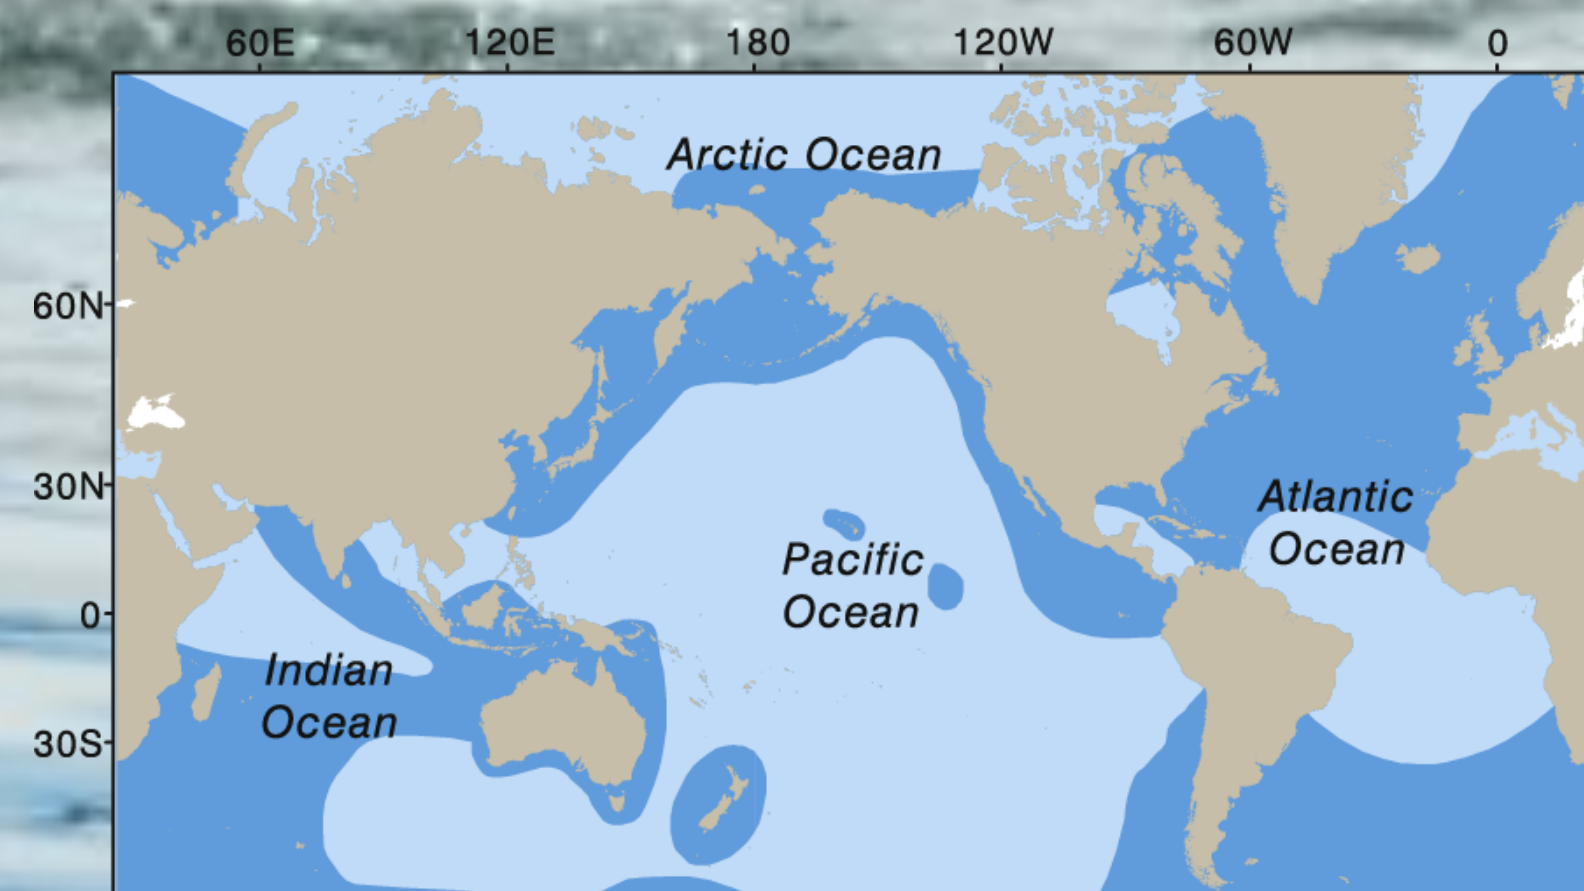 60E 120E 180 120W 60W 0
Arctic Ocean
60N
30N
Atlantic
Ocean
Pacific
Ocean
0
Indian
Ocean
30S